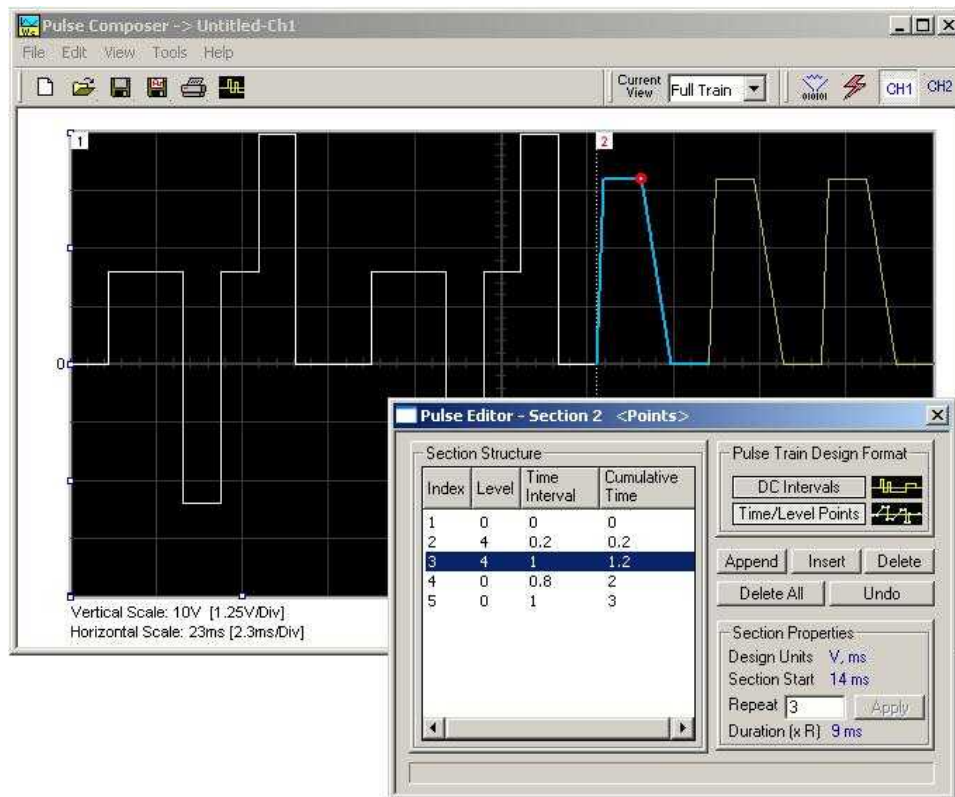 Pulse Composer -> Untitled-Ch1
File Edit View Tools Help
Current View Full Train
010101
CH1 CH2
1
2
0
Vertical Scale: 10V [1.25V/Div]
Horizontal Scale: 23ms [2.3ms/Div]
Pulse Editor - Section 2 <Points>
Section Structure
Index Level Time Interval Cumulative Time
1 0 0 0
2 4 0.2 0.2
3 4 1 1.2
4 0 0.8 2
5 0 1 3
Pulse Train Design Format
DC Intervals
Time/Level Points
Append Insert Delete
Delete All Undo
Section Properties
Design Units V, ms
Section Start 14 ms
Repeat 3 Apply
Duration (x R) 9 ms